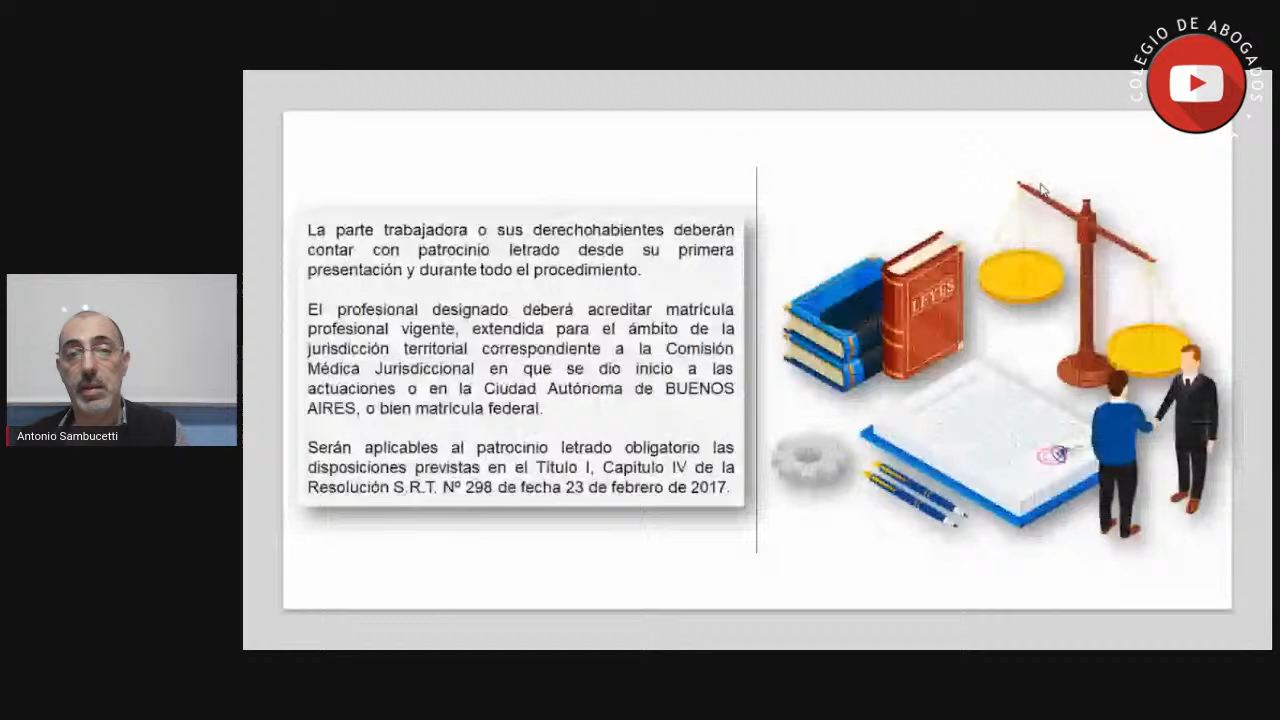 COLEGIO DE ABOGADOS
La parte trabajadora o sus derechohabientes deberán
contar con patrocinio letrado desde su primera
presentación y durante todo el procedimiento.
El profesional designado deberá acreditar matrícula
profesional vigente, extendida para el ámbito de la
jurisdicción territorial correspondiente a la Comisión
Médica Jurisdiccional en que se dio inicio a las
actuaciones o en la Ciudad Autónoma de BUENOS
AIRES, o bien matrícula federal.
Serán aplicables al patrocinio letrado obligatorio las
disposiciones previstas en el Título I, Capítulo IV de la
Resolución S.R.T. Nº 298 de fecha 23 de febrero de 2017.
LEYES
Antonio Sambucetti